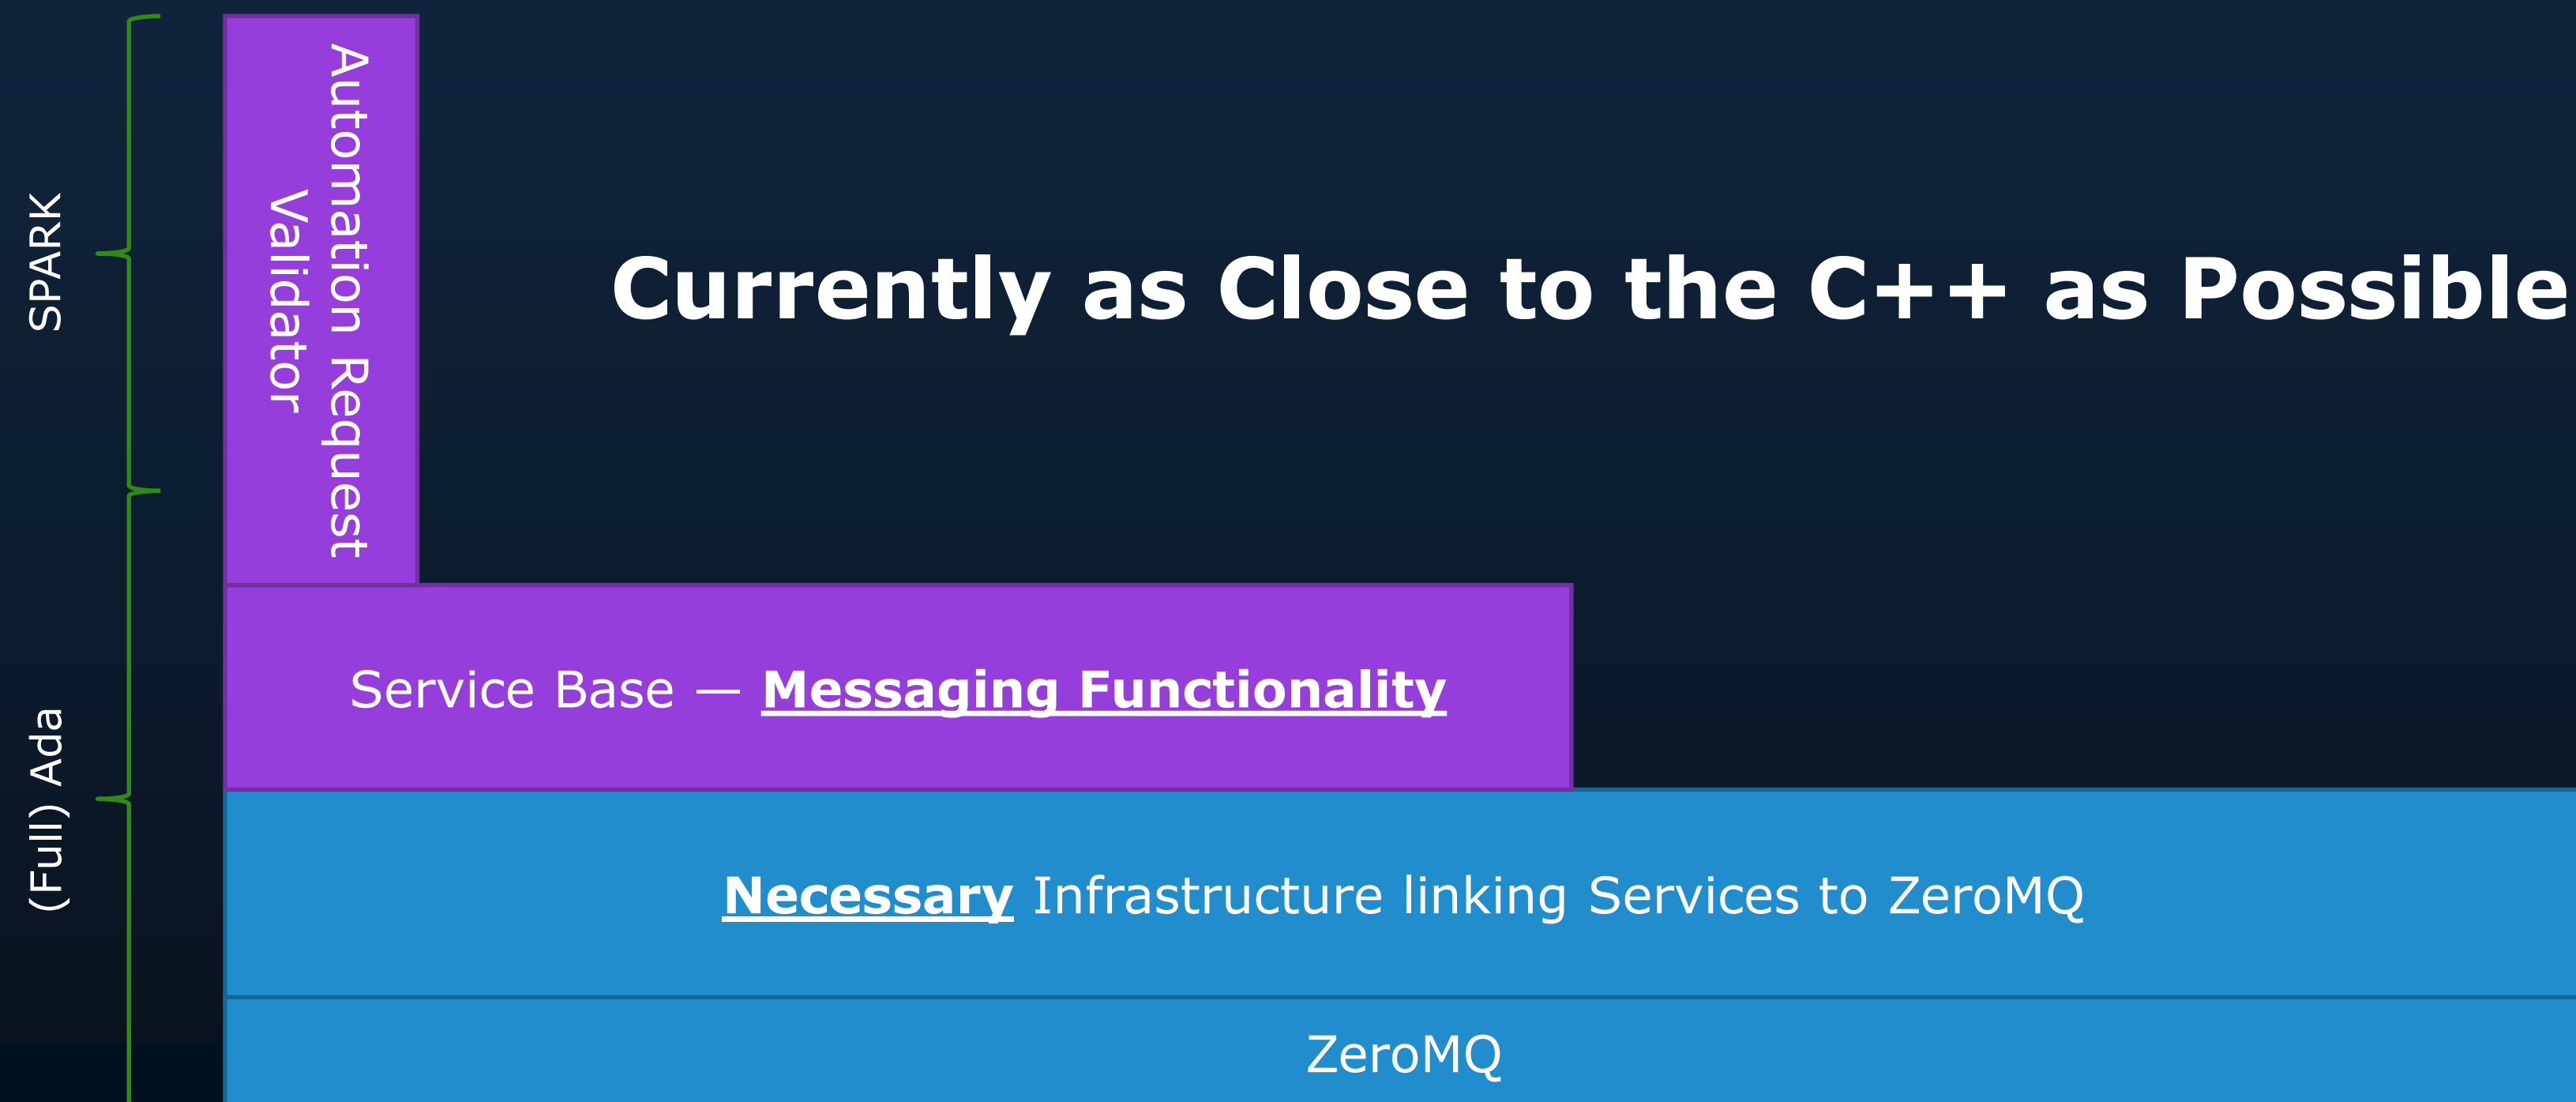 SPARK
Automation Request
Validator
Currently as Close to the C++ as Possible
(Full) Ada
Service Base — Messaging Functionality
Necessary Infrastructure linking Services to ZeroMQ
ZeroMQ